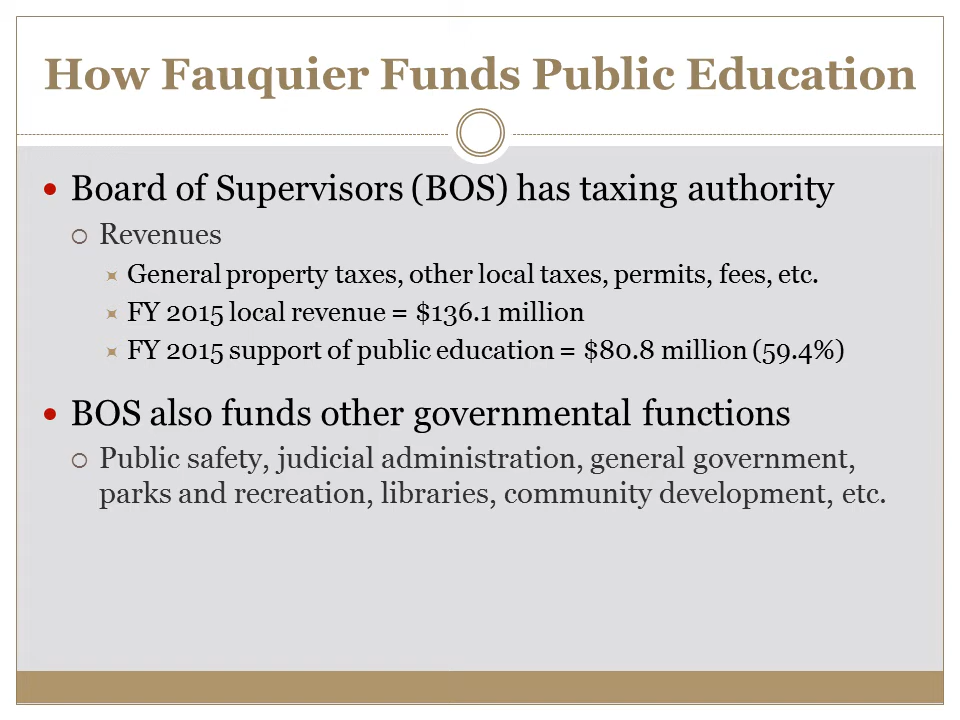 How Fauquier Funds Public Education
Board of Supervisors (BOS) has taxing authority
Revenues
General property taxes, other local taxes, permits, fees, etc.
FY 2015 local revenue = $136.1 million
FY 2015 support of public education = $80.8 million (59.4%)
BOS also funds other governmental functions
Public safety, judicial administration, general government,
parks and recreation, libraries, community development, etc.